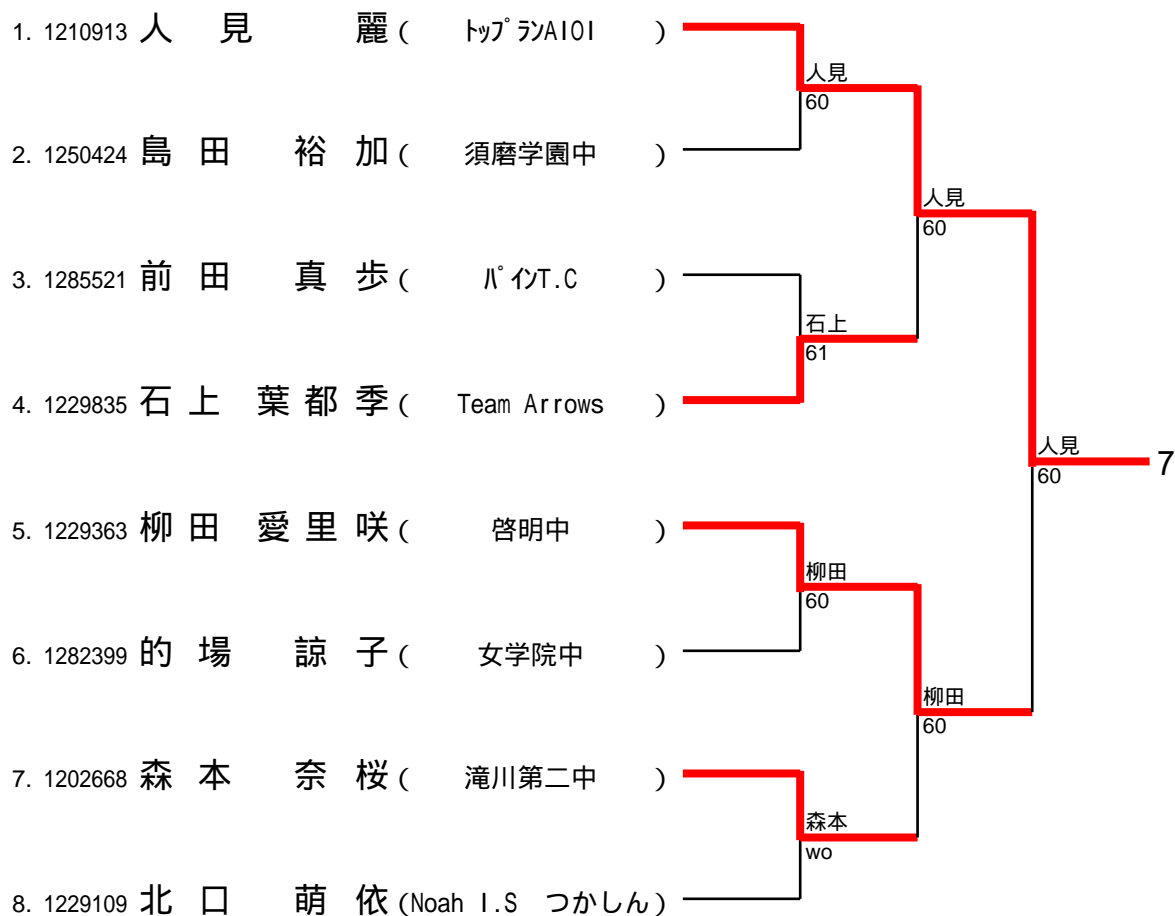 1. 1210913 人 見 麗 ( トップランAIOI )
人見
60
2. 1250424 島 田 裕 加 ( 須磨学園中 )
人見
60
3. 1285521 前 田 真 歩 ( パインT.C )
石上
61
4. 1229835 石 上 葉 都 季 ( Team Arrows )
人見
60
7
5. 1229363 柳 田 愛 里 咲 ( 啓明中 )
柳田
60
6. 1282399 的 場 諒 子 ( 女学院中 )
柳田
60
7. 1202668 森 本 奈 桜 ( 滝川第二中 )
森本
wo
8. 1229109 北 口 萌 依 (Noah I.S つかしん )